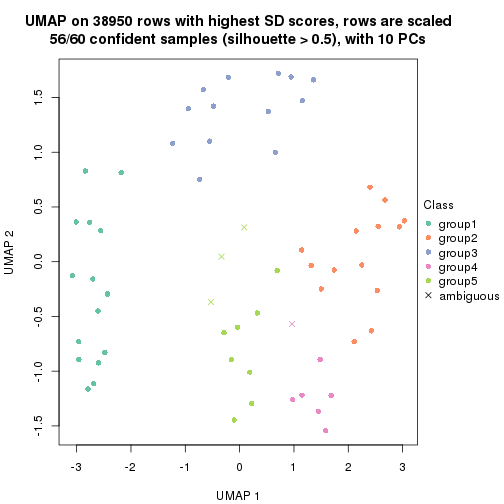 UMAP on 38950 rows with highest SD scores, rows are scaled
56/60 confident samples (silhouette > 0.5), with 10 PCs
1.5
1.0
0.5
0.0
-0.5
-1.0
-1.5
UMAP 2
-3
-2
-1
0
1
2
3
UMAP 1
Class
group1
group2
group3
group4
group5
ambiguous